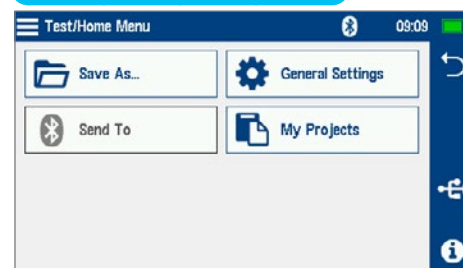 Test/Home Menu 09:09
Save As... General Settings
Send To My Projects